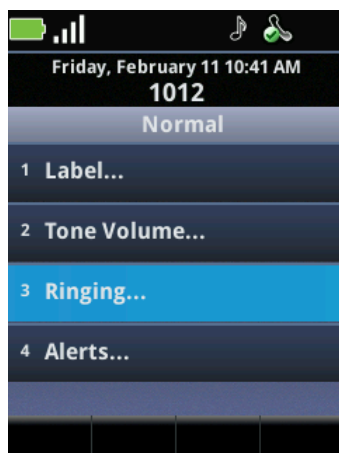 Friday, February 11 10:41 AM
1012
Normal
1 Label...
2 Tone Volume...
3 Ringing...
4 Alerts...